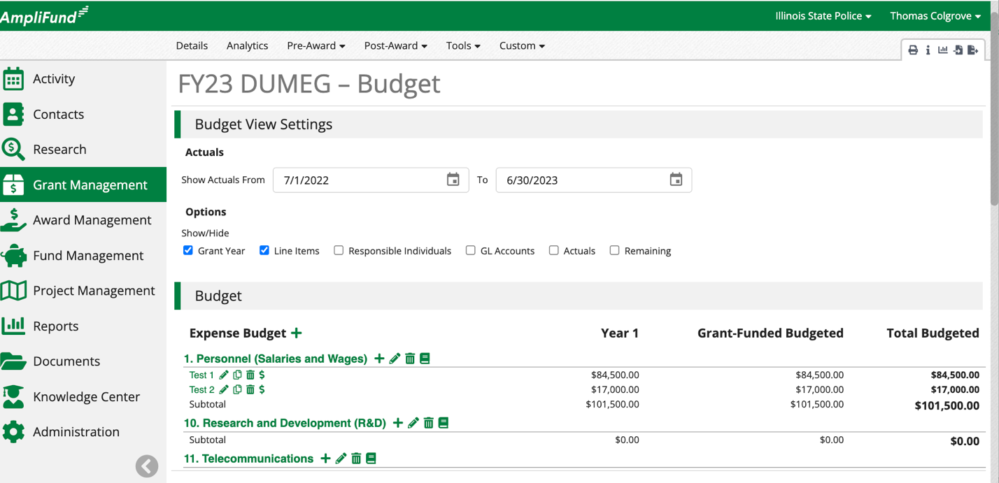 AmpliFund
Illinois State Police Thomas Colgrove
Details Analytics Pre-Award Post-Award Tools Custom
Activity
Contacts
Research
Grant Management
Award Management
Fund Management
Project Management
Reports
Documents
Knowledge Center
Administration
FY23 DUMEG – Budget
Budget View Settings
Actuals
Show Actuals From 7/1/2022 To 6/30/2023
Options
Show/Hide
Grant Year Line Items Responsible Individuals GL Accounts Actuals Remaining
Budget
Expense Budget + Year 1 Grant-Funded Budgeted Total Budgeted
1. Personnel (Salaries and Wages) +
Test 1 $ $84,500.00 $84,500.00 $84,500.00
Test 2 $ $17,000.00 $17,000.00 $17,000.00
Subtotal $101,500.00 $101,500.00 $101,500.00
10. Research and Development (R&D) +
Subtotal $0.00 $0.00 $0.00
11. Telecommunications +